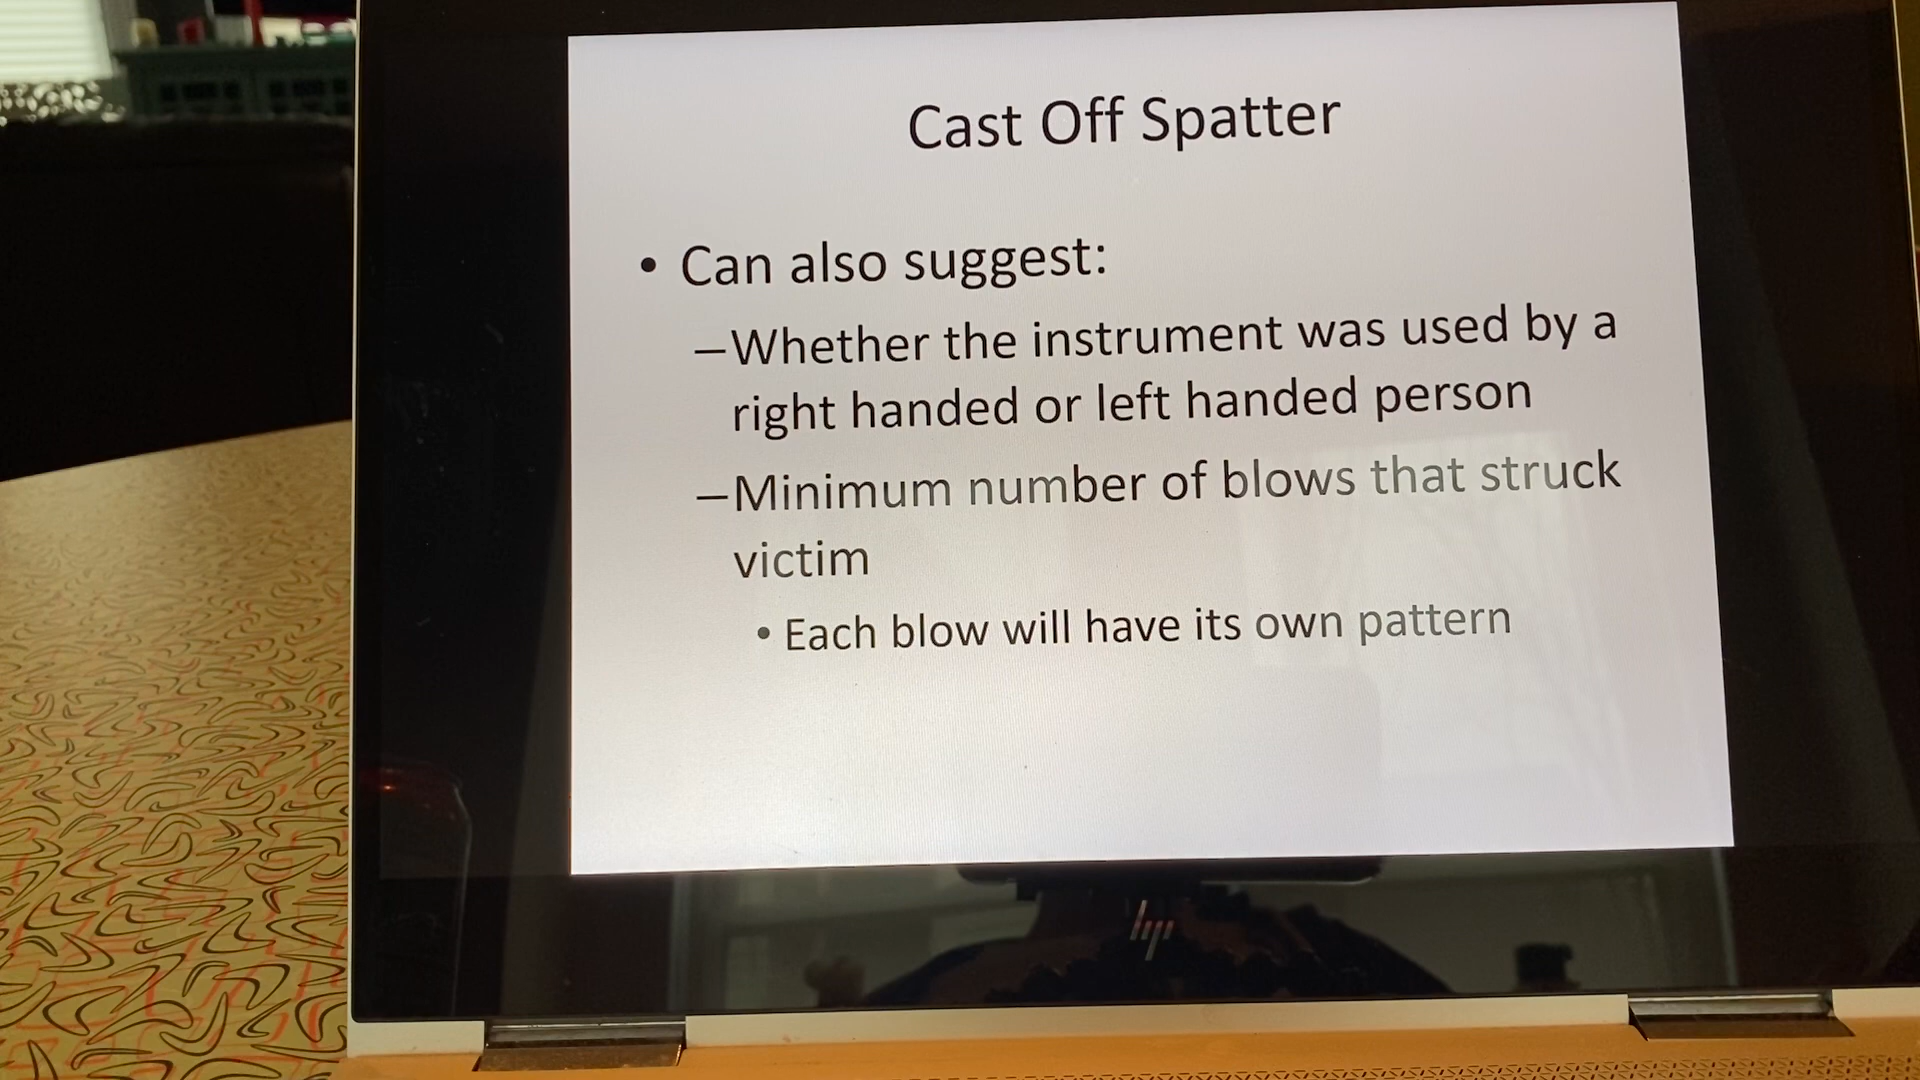 Cast Off Spatter
• Can also suggest:
–Whether the instrument was used by a
right handed or left handed person
–Minimum number of blows that struck
victim
• Each blow will have its own pattern
hp